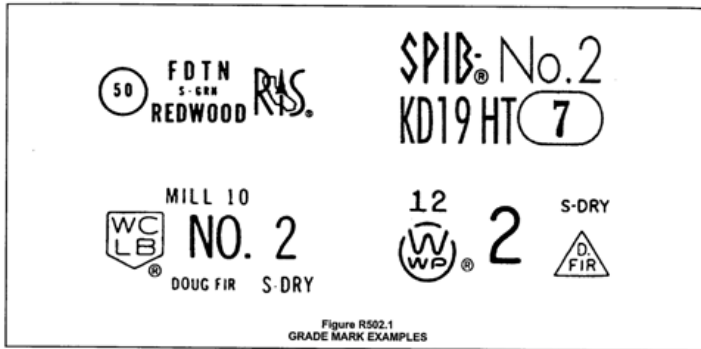 50
FDTN
S-GRN
REDWOOD
RIS®
SPIB® No.2
KD19 HT 7
MILL 10
WC
LB®
NO. 2
DOUG FIR S-DRY
12
W
WP®
2
S-DRY
D.
FIR
Figure R502.1
GRADE MARK EXAMPLES